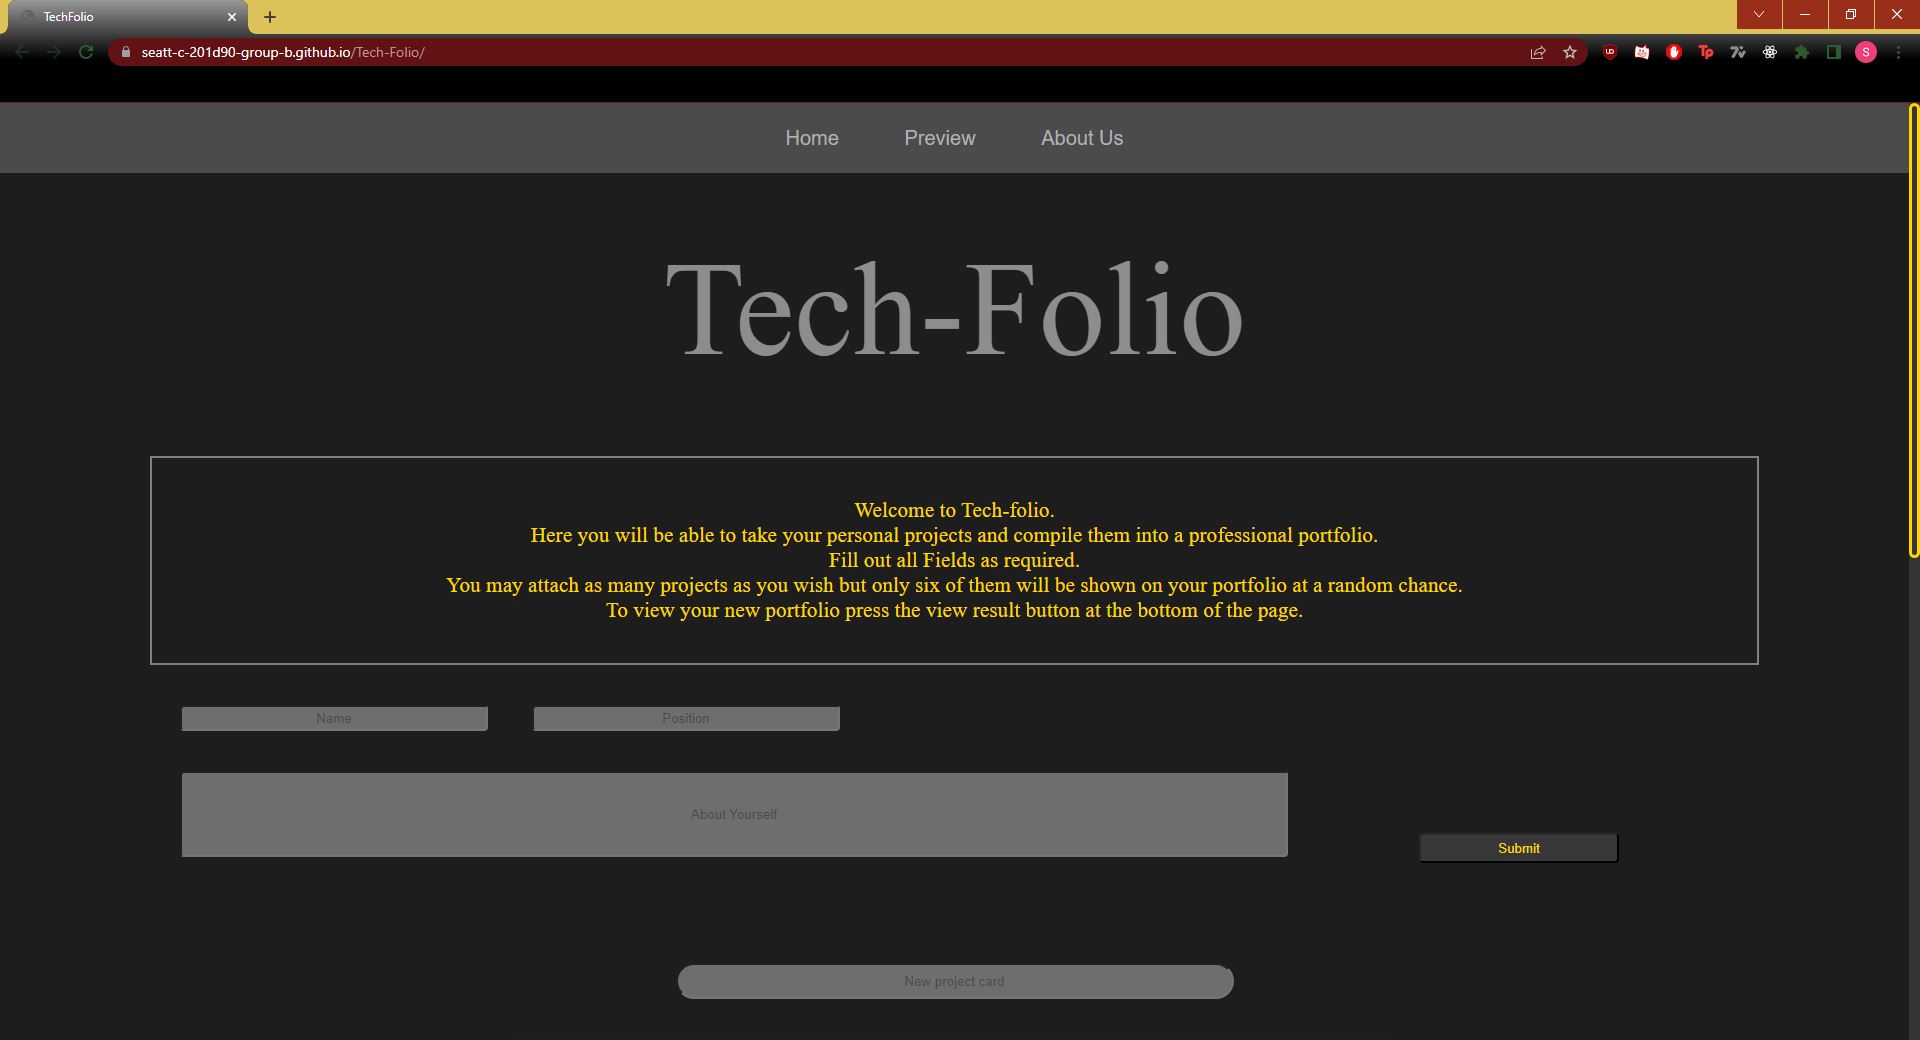 TechFolio
seatt-c-201d90-group-b.github.io/Tech-Folio/
Tp
S
Home Preview About Us
Tech-Folio
Welcome to Tech-folio.
Here you will be able to take your personal projects and compile them into a professional portfolio.
Fill out all Fields as required.
You may attach as many projects as you wish but only six of them will be shown on your portfolio at a random chance.
To view your new portfolio press the view result button at the bottom of the page.
Name Position
About Yourself
Submit
New project card